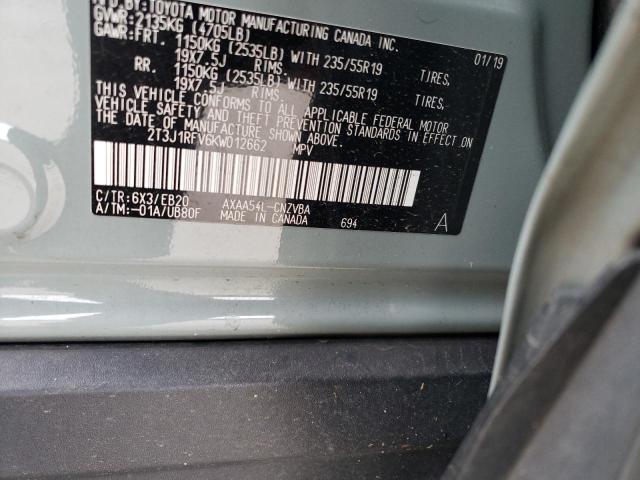 MFD. BY: TOYOTA MOTOR MANUFACTURING CANADA INC.
GVWR: 2135KG (4705LB) 01/19
GAWR: FRT. 1150KG (2535LB) WITH 235/55R19 TIRES,
19X7.5J RIMS
RR. 1150KG (2535LB) WITH 235/55R19 TIRES,
19X7.5J RIMS
THIS VEHICLE CONFORMS TO ALL APPLICABLE FEDERAL MOTOR
VEHICLE SAFETY AND THEFT PREVENTION STANDARDS IN EFFECT ON
THE DATE OF MANUFACTURE SHOWN ABOVE.
2T3J1RFV6KW012662 MPV
C/TR: 6X3/EB20 AXAA54L-CNZVBA
A/TM: -01A/UB80F MADE IN CANADA 694 A